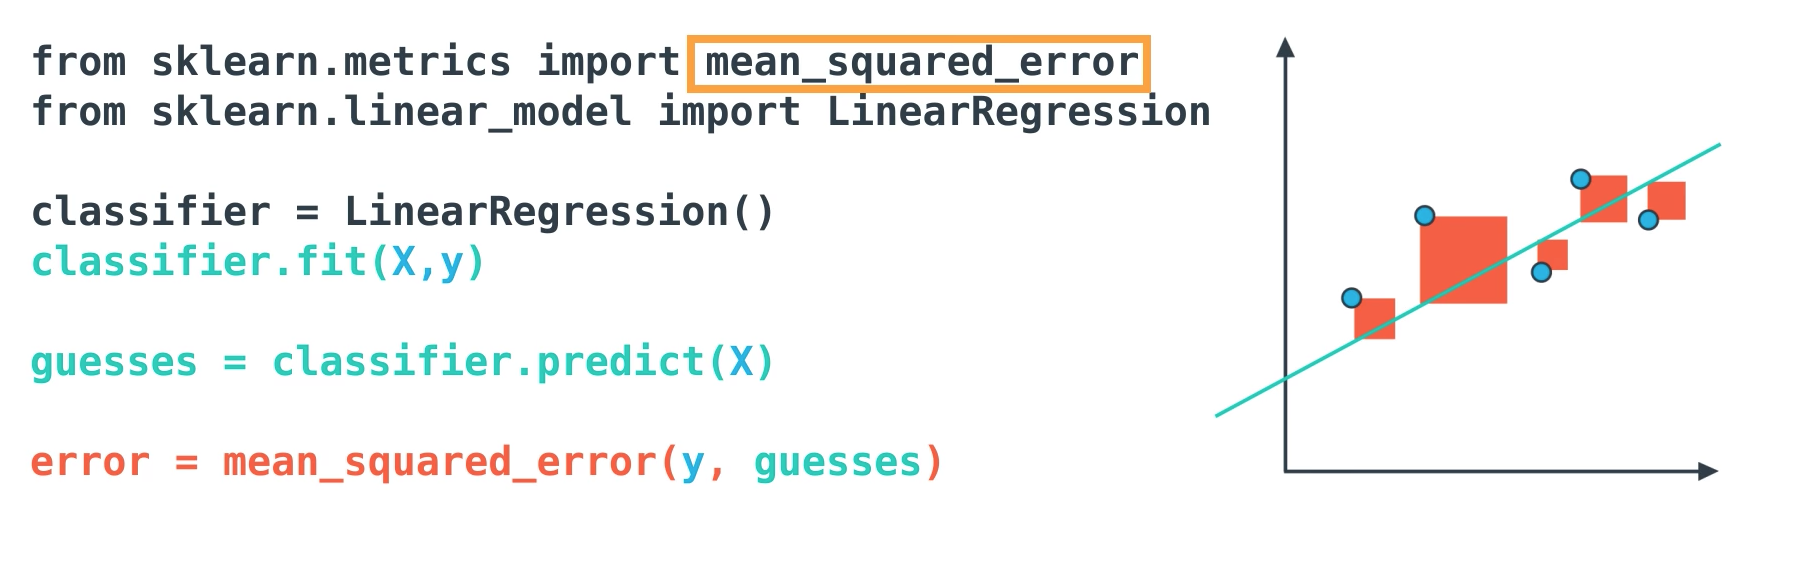 from sklearn.metrics import mean_squared_error
from sklearn.linear_model import LinearRegression
classifier = LinearRegression()
classifier.fit(X,y)
guesses = classifier.predict(X)
error = mean_squared_error(y, guesses)